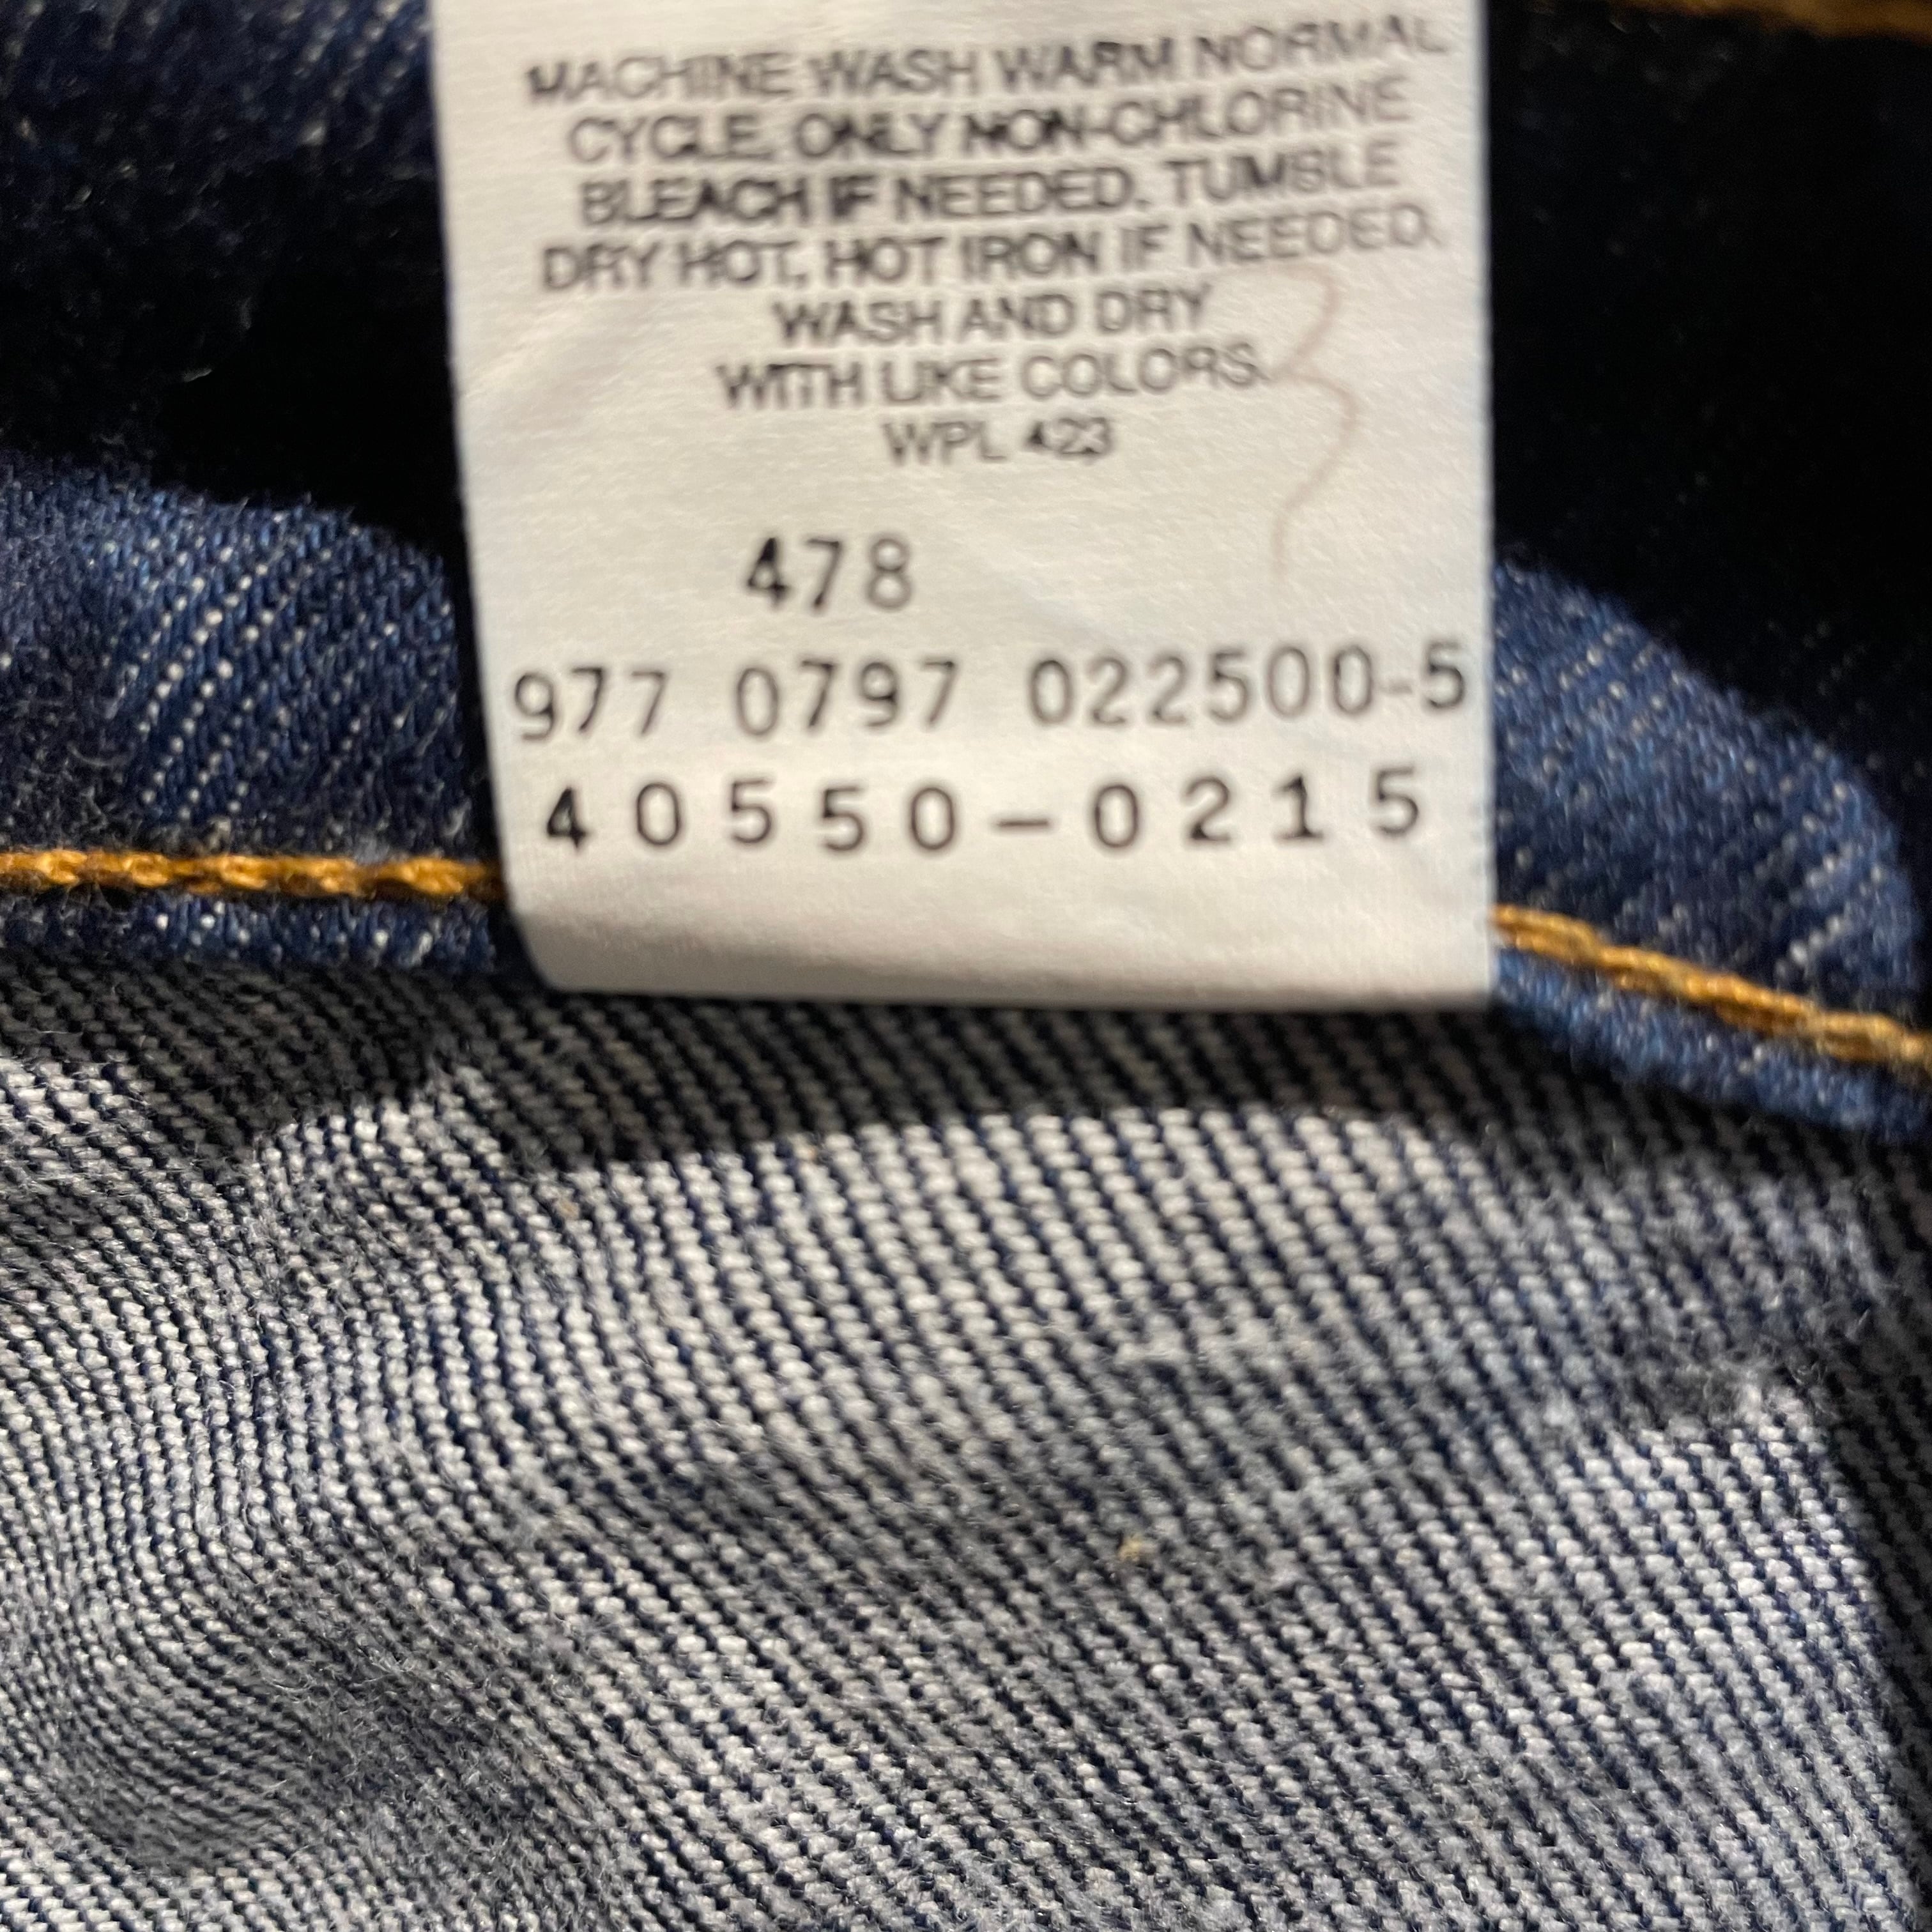 MACHINE WASH WARM NORMAL
CYCLE, ONLY NON-CHLORINE
BLEACH IF NEEDED. TUMBLE
DRY HOT, HOT IRON IF NEEDED.
WASH AND DRY
WITH LIKE COLORS.
WPL 423
478
977 0797 022500-5
40550-0215